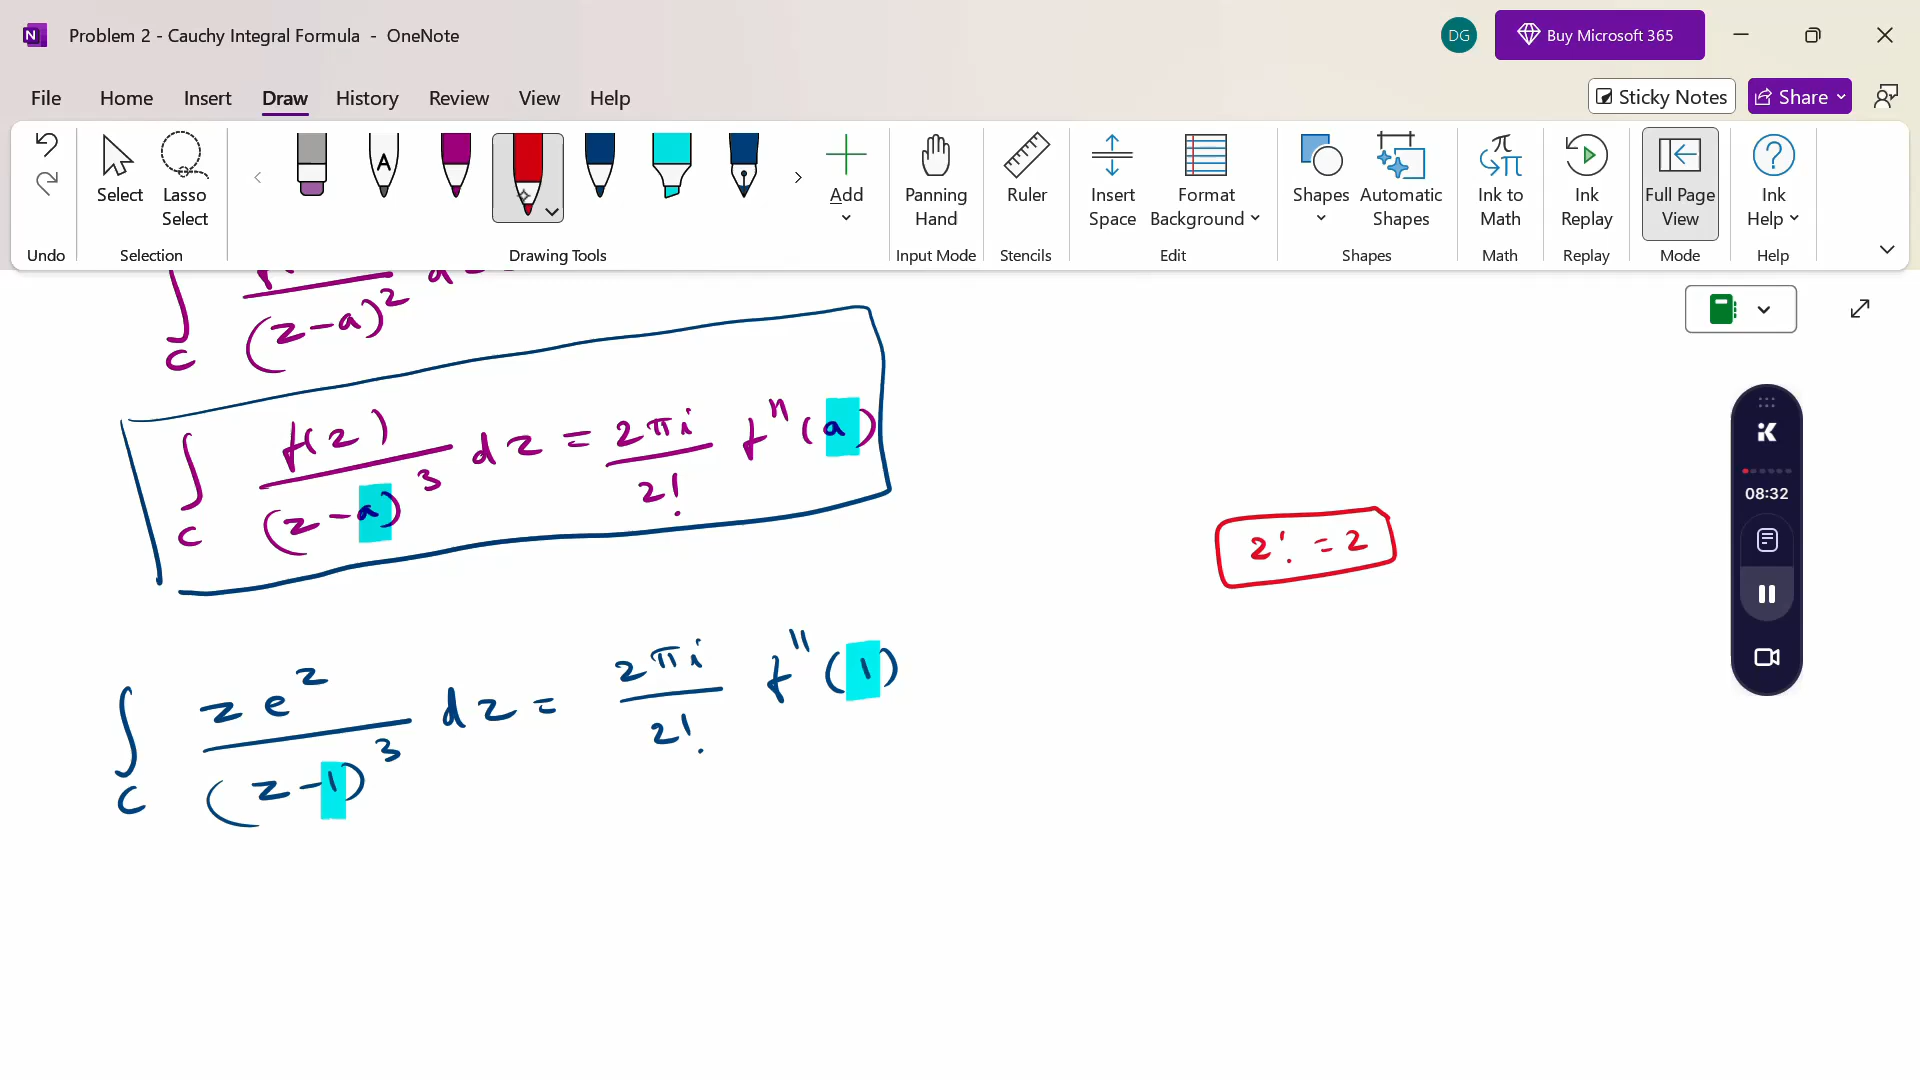 Problem 2 - Cauchy Integral Formula - OneNote
DG
Buy Microsoft 365
File Home Insert Draw History Review View Help
Sticky Notes
Share
A
Select
Lasso Select
Add
Panning Hand
Ruler
Insert Space
Format Background
Shapes
Automatic Shapes
Ink to Math
Ink Replay
Full Page View
Ink Help
Undo
Selection
Drawing Tools
Input Mode
Stencils
Edit
Shapes
Math
Replay
Mode
Help
∫_C /(z-a)^2 d
∫_C f(z)/(z-a)^3 dz = 2πi/2! f''(a)
08:32
2! = 2
∫_C z e^z/(z-1)^3 dz = 2πi/2! f''(1)